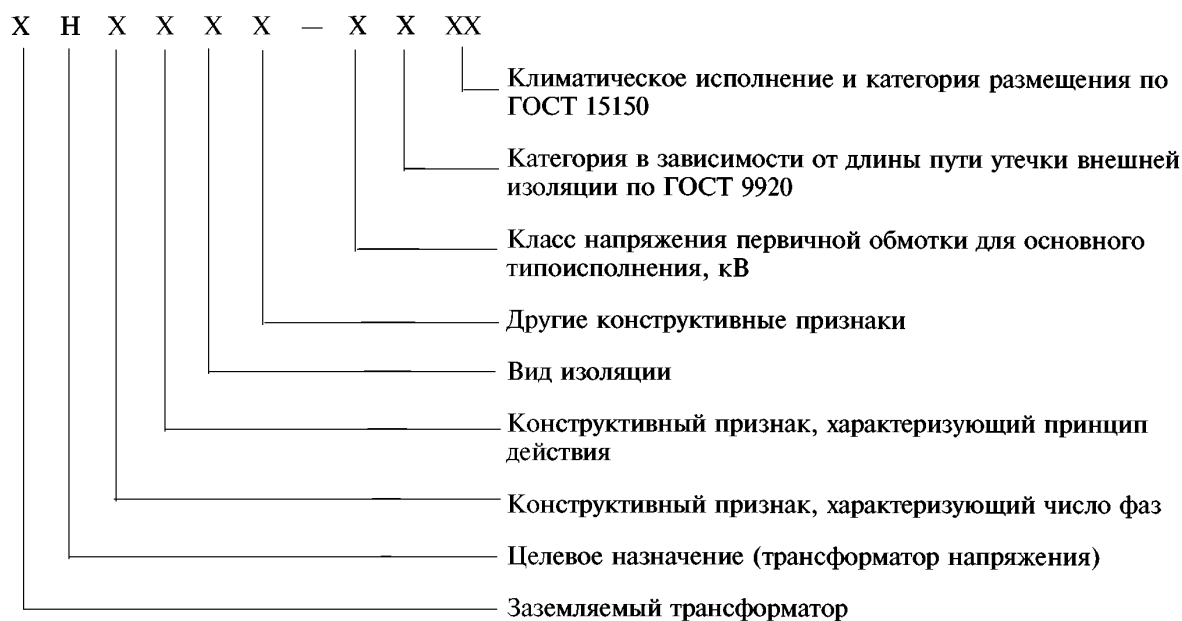 Х Н Х Х Х Х – Х Х ХХ
Климатическое исполнение и категория размещения по
ГОСТ 15150
Категория в зависимости от длины пути утечки внешней
изоляции по ГОСТ 9920
Класс напряжения первичной обмотки для основного
типоисполнения, кВ
Другие конструктивные признаки
Вид изоляции
Конструктивный признак, характеризующий принцип
действия
Конструктивный признак, характеризующий число фаз
Целевое назначение (трансформатор напряжения)
Заземляемый трансформатор